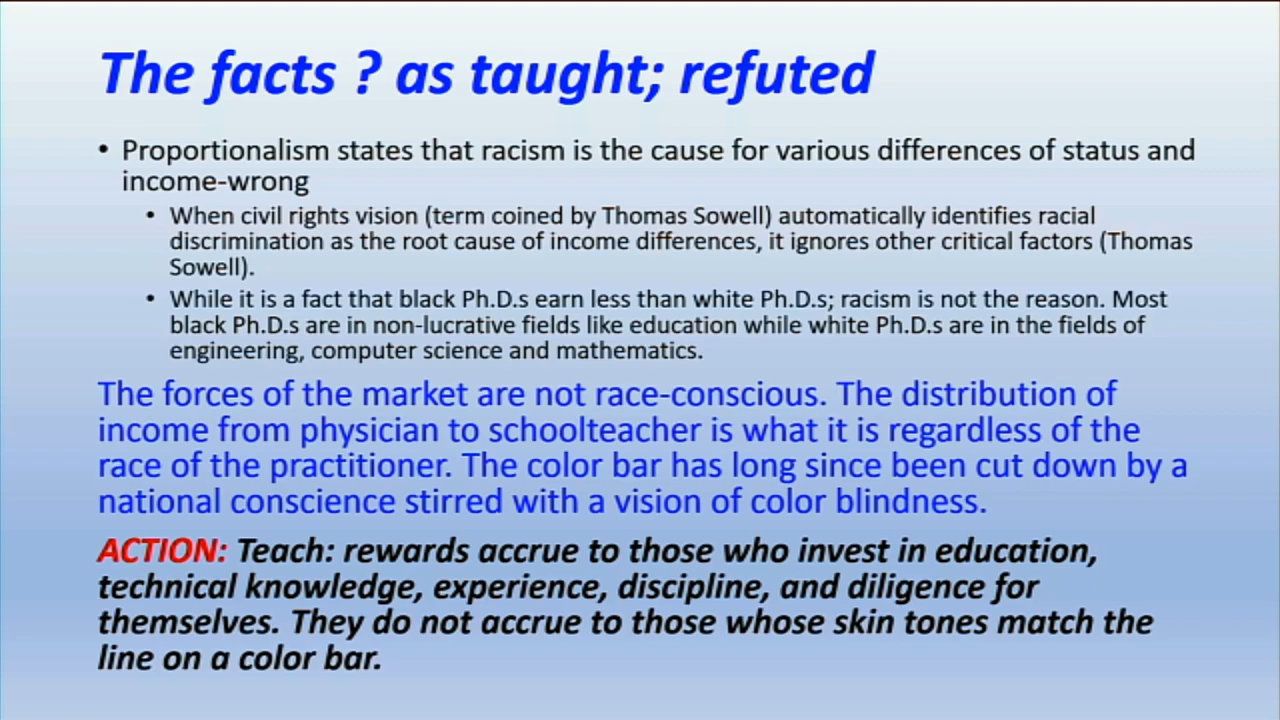 The facts ? as taught; refuted
• Proportionalism states that racism is the cause for various differences of status and
income-wrong
• When civil rights vision (term coined by Thomas Sowell) automatically identifies racial
discrimination as the root cause of income differences, it ignores other critical factors (Thomas
Sowell).
• While it is a fact that black Ph.D.s earn less than white Ph.D.s; racism is not the reason. Most
black Ph.D.s are in non-lucrative fields like education while white Ph.D.s are in the fields of
engineering, computer science and mathematics.
The forces of the market are not race-conscious. The distribution of
income from physician to schoolteacher is what it is regardless of the
race of the practitioner. The color bar has long since been cut down by a
national conscience stirred with a vision of color blindness.
ACTION: Teach: rewards accrue to those who invest in education,
technical knowledge, experience, discipline, and diligence for
themselves. They do not accrue to those whose skin tones match the
line on a color bar.